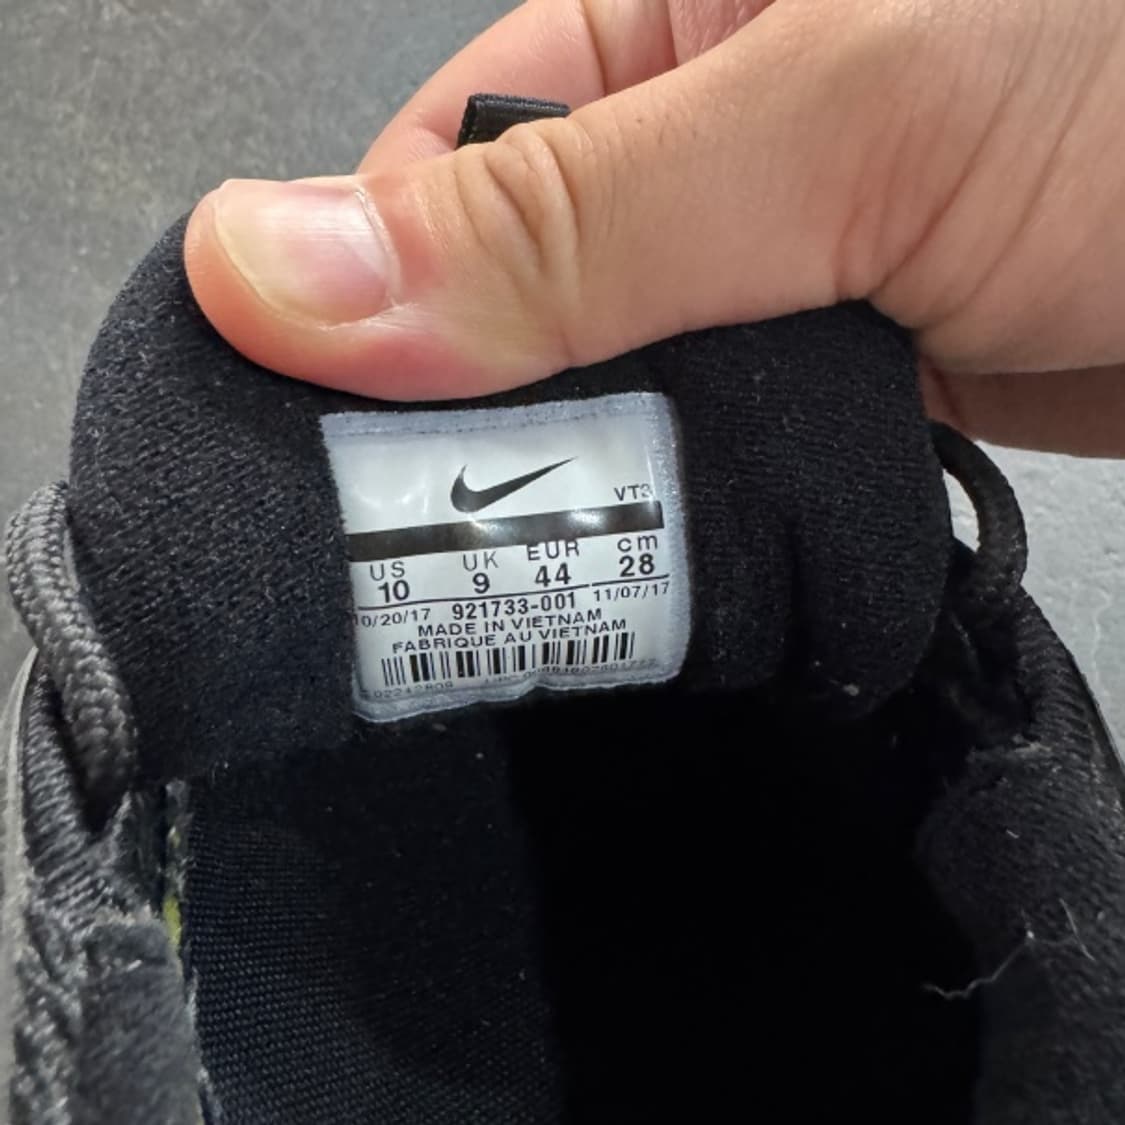 VT3
US UK EUR cm
10 9 44 28
10/20/17 921733-001 11/07/17
MADE IN VIETNAM
FABRIQUE AU VIETNAM